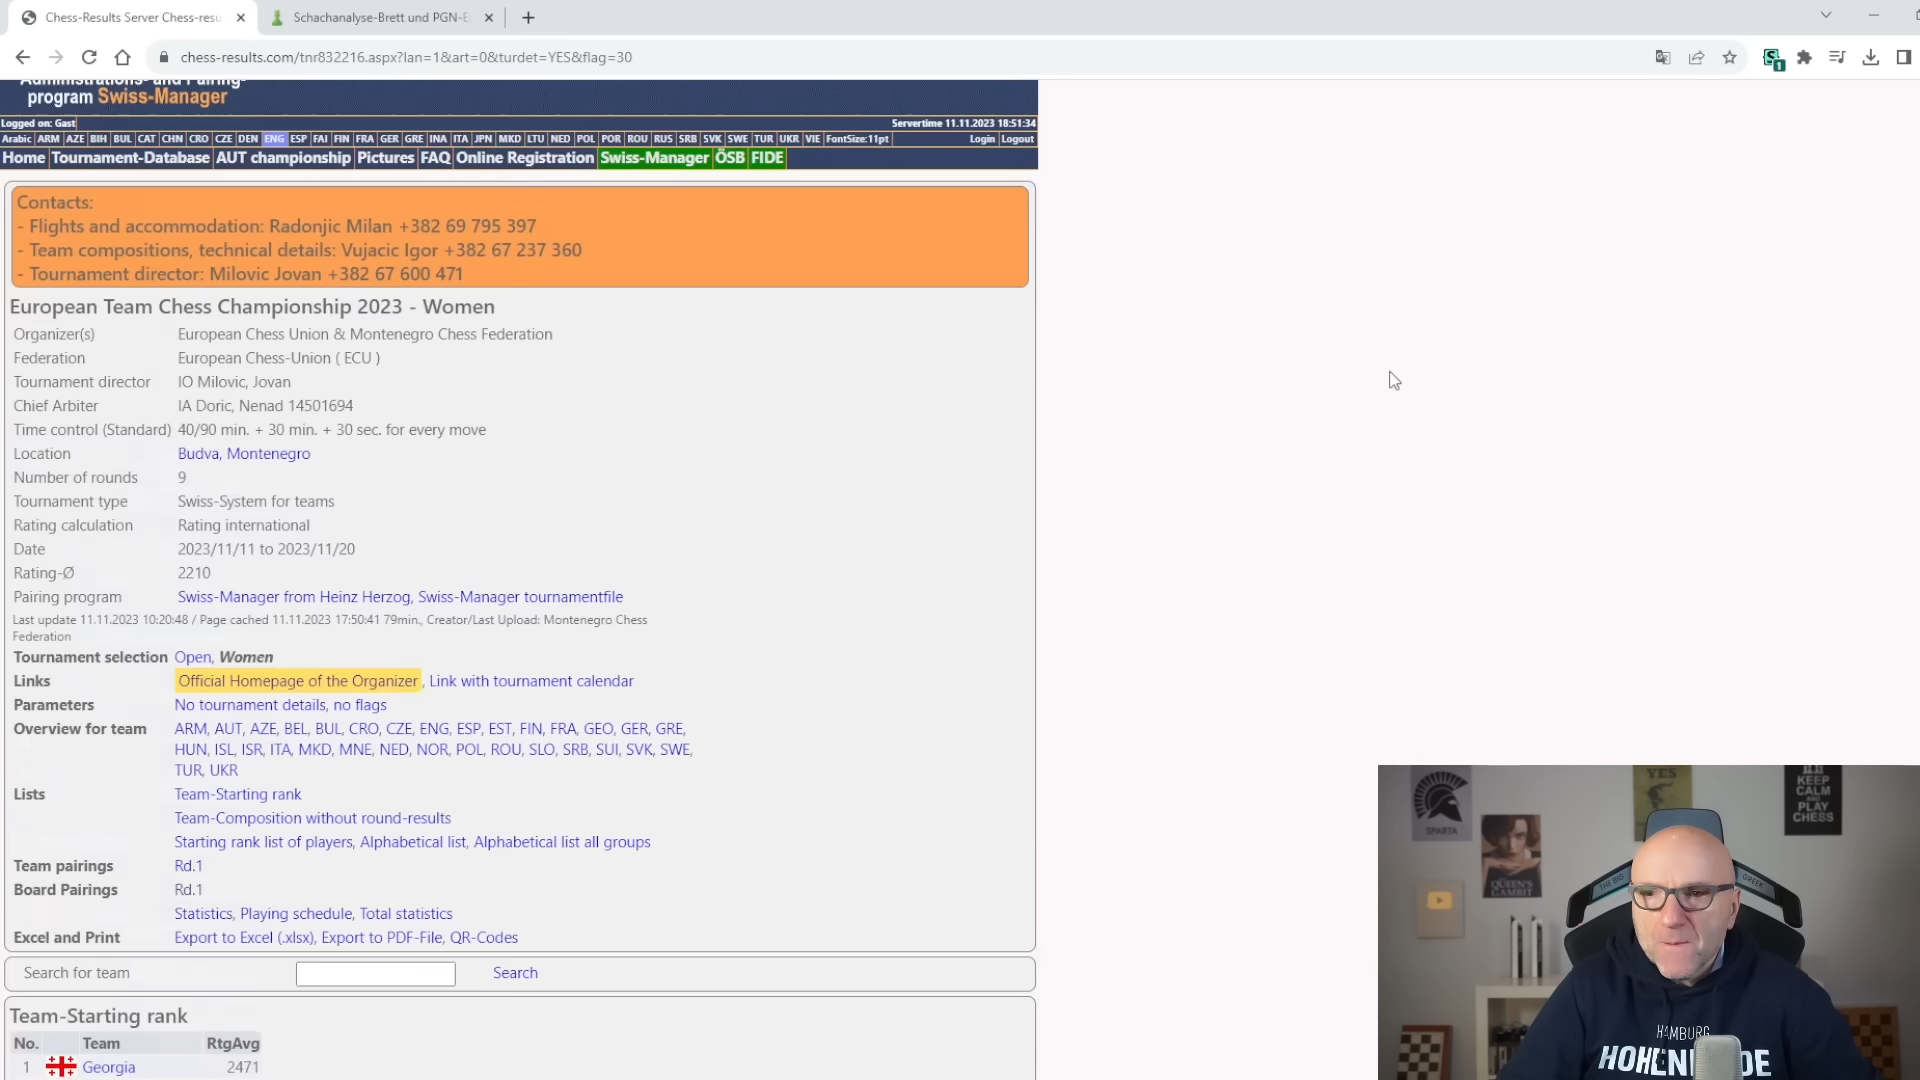 Chess-Results Server Chess-resu
Schachanalyse-Brett und PGN-E
chess-results.com/tnr832216.aspx?lan=1&art=0&turdet=YES&flag=30
1
Administrations- and Pairing-
program Swiss-Manager
Logged on: Gast
Servertime 11.11.2023 18:51:34
Arabic ARM AZE BIH BUL CAT CHN CRO CZE DEN ENG ESP FAI FIN FRA GER GRE INA ITA JPN MKD LTU NED POL POR ROU RUS SRB SVK SWE TUR UKR VIE FontSize:11pt
Login Logout
Home Tournament-Database AUT championship Pictures FAQ Online Registration Swiss-Manager ÖSB FIDE
Contacts:
- Flights and accommodation: Radonjic Milan +382 69 795 397
- Team compositions, technical details: Vujacic Igor +382 67 237 360
- Tournament director: Milovic Jovan +382 67 600 471
European Team Chess Championship 2023 - Women
Organizer(s) European Chess Union & Montenegro Chess Federation
Federation European Chess-Union ( ECU )
Tournament director IO Milovic, Jovan
Chief Arbiter IA Doric, Nenad 14501694
Time control (Standard) 40/90 min. + 30 min. + 30 sec. for every move
Location Budva, Montenegro
Number of rounds 9
Tournament type Swiss-System for teams
Rating calculation Rating international
Date 2023/11/11 to 2023/11/20
Rating-Ø 2210
Pairing program Swiss-Manager from Heinz Herzog, Swiss-Manager tournamentfile
Last update 11.11.2023 10:20:48 / Page cached 11.11.2023 17:50:41 79min., Creator/Last Upload: Montenegro Chess
Federation
Tournament selection Open, Women
Links Official Homepage of the Organizer , Link with tournament calendar
Parameters No tournament details, no flags
Overview for team ARM, AUT, AZE, BEL, BUL, CRO, CZE, ENG, ESP, EST, FIN, FRA, GEO, GER, GRE,
HUN, ISL, ISR, ITA, MKD, MNE, NED, NOR, POL, ROU, SLO, SRB, SUI, SVK, SWE,
TUR, UKR
Lists Team-Starting rank
Team-Composition without round-results
Starting rank list of players, Alphabetical list, Alphabetical list all groups
Team pairings Rd.1
Board Pairings Rd.1
Statistics, Playing schedule, Total statistics
Excel and Print Export to Excel (.xlsx), Export to PDF-File, QR-Codes
Search for team
Search
Team-Starting rank
No. Team RtgAvg
1 Georgia 2471
SPARTA
YES
KEEP
CALM
AND
PLAY
CHESS
QUEEN'S
GAMBIT
THE BIG
GREEK
HAMBURG